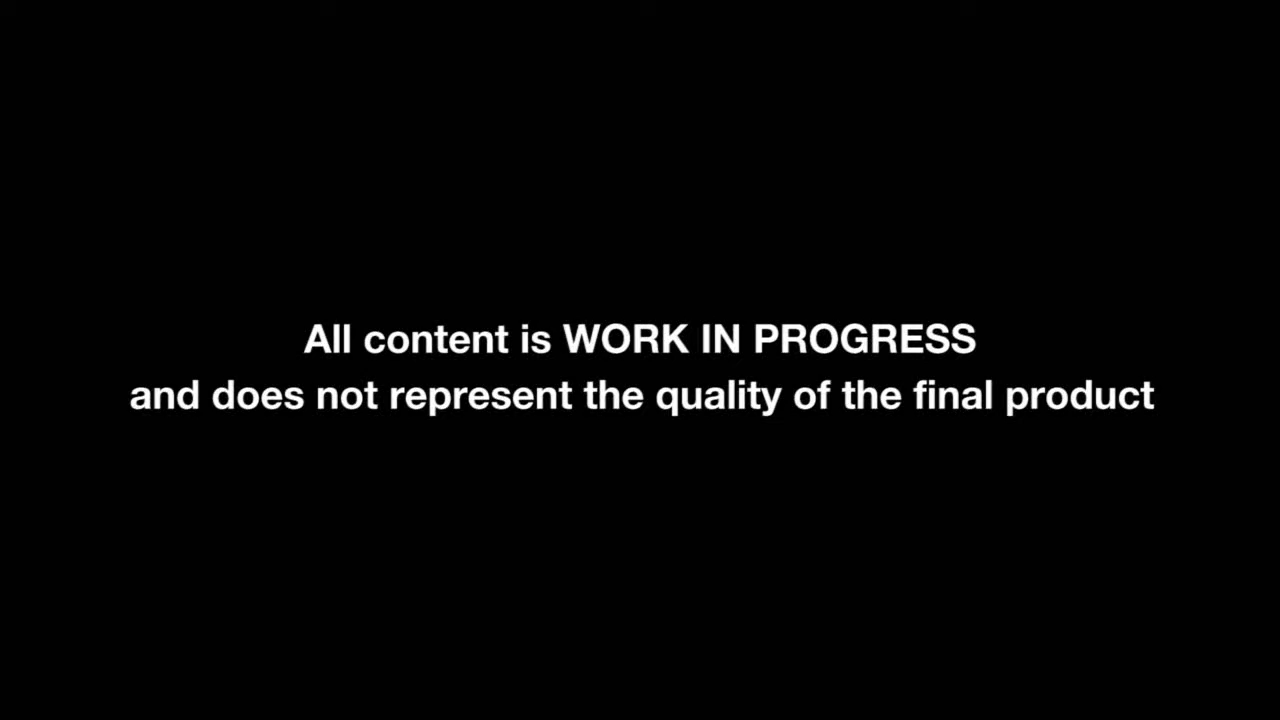 All content is WORK IN PROGRESS
and does not represent the quality of the final product